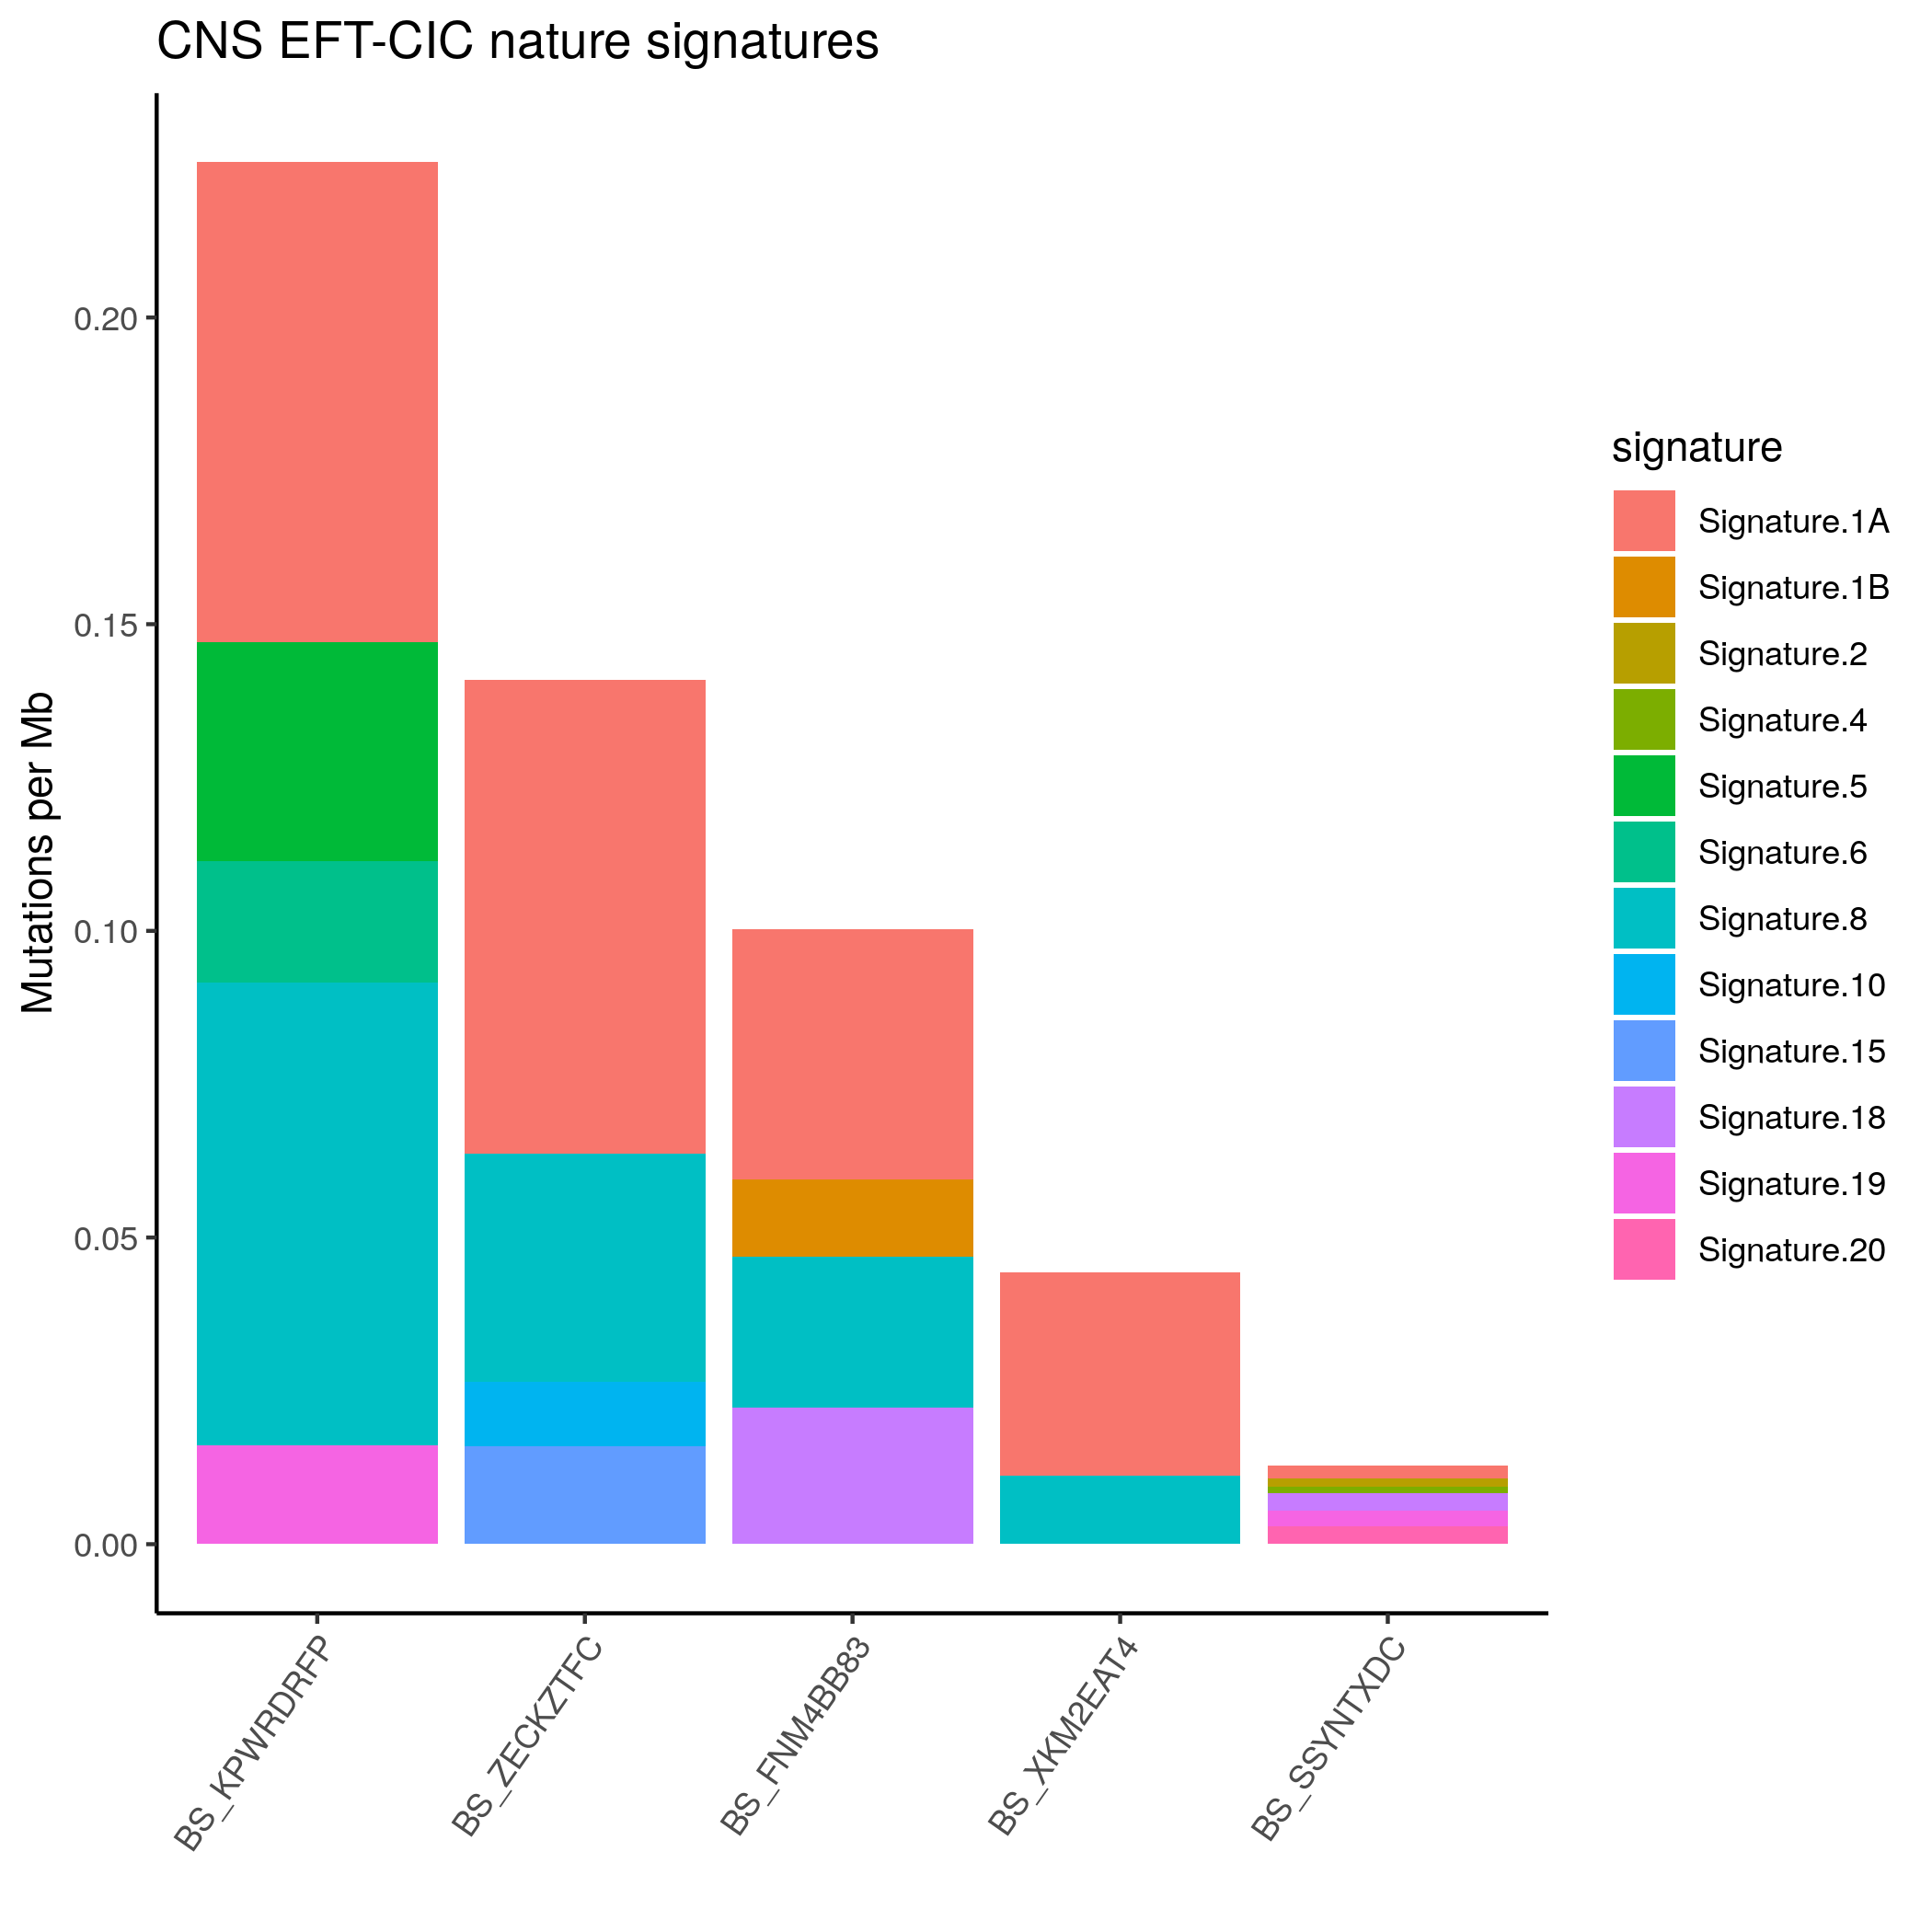 CNS EFT-CIC nature signatures
Mutations per Mb
0.20
0.15
0.10
0.05
0.00
BS_KPWRDRFP
BS_ZECKZTFC
BS_FNM4BB83
BS_XKM2EAT4
BS_SSYNTXDC
signature
Signature.1A
Signature.1B
Signature.2
Signature.4
Signature.5
Signature.6
Signature.8
Signature.10
Signature.15
Signature.18
Signature.19
Signature.20